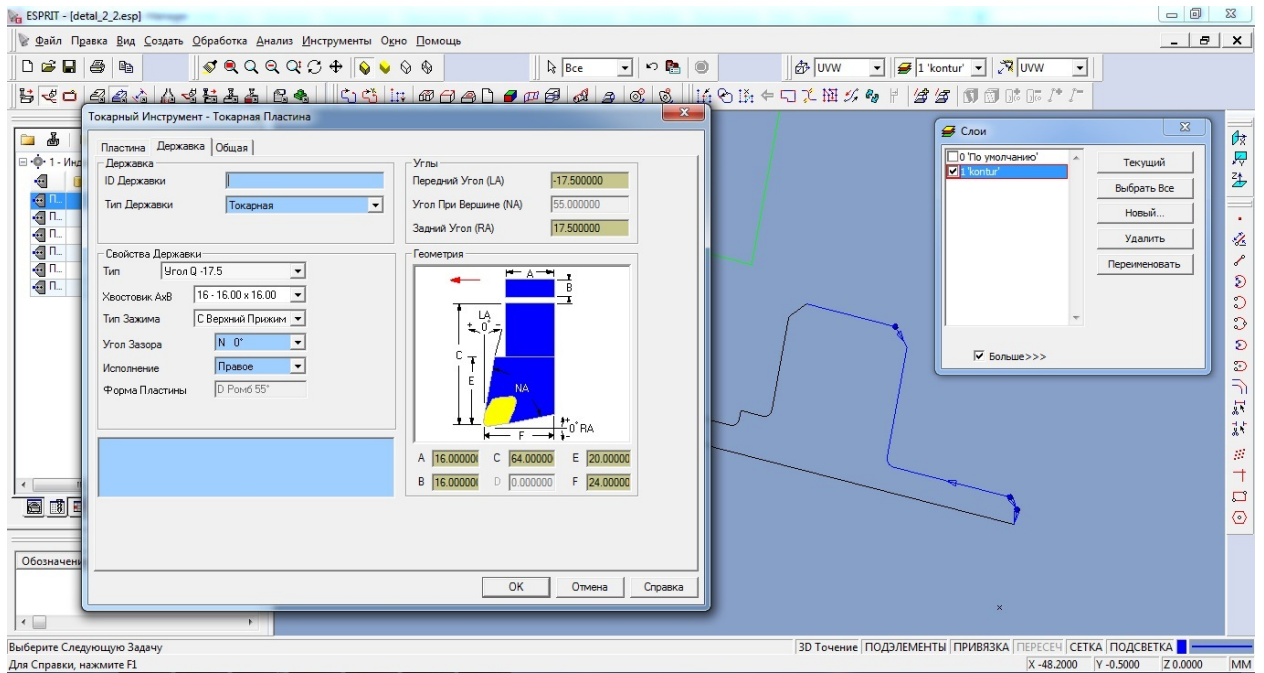 ESPRIT - [detal_2_2.esp]
Файл Правка Вид Создать Обработка Анализ Инструменты Окно Помощь
Все UVW 1 'kontur' UVW
Токарный Инструмент - Токарная Пластина
Пластина Державка Общая
Державка
ID Державки
Тип Державки Токарная
Углы
Передний Угол (LA) -17.500000
Угол При Вершине (NA) 55.000000
Задний Угол (RA) 17.500000
Свойства Державки
Тип Угол Q -17.5
Хвостовик АхВ 16 - 16.00 x 16.00
Тип Зажима С Верхний Прижим
Угол Зазора N 0°
Исполнение Правое
Форма Пластины D Ромб 55°
Геометрия
A
B
LA
+ 0° -
C
E
NA
+
0° RA
-
F
A 16.00000 C 64.00000 E 20.00000
B 16.00000 D 0.000000 F 24.00000
OK Отмена Справка
1 - Инд
П...
П...
П...
П...
П...
П...
Обозначени
Слои
0 'По умолчанию'
1 'kontur'
Текущий
Выбрать Все
Новый...
Удалить
Переименовать
Больше>>>
Выберите Следующую Задачу
3D Точение ПОДЭЛЕМЕНТЫ ПРИВЯЗКА ПЕРЕСЕЧ СЕТКА ПОДСВЕТКА
Для Справки, нажмите F1
X -48.2000 Y -0.5000 Z 0.0000 MM